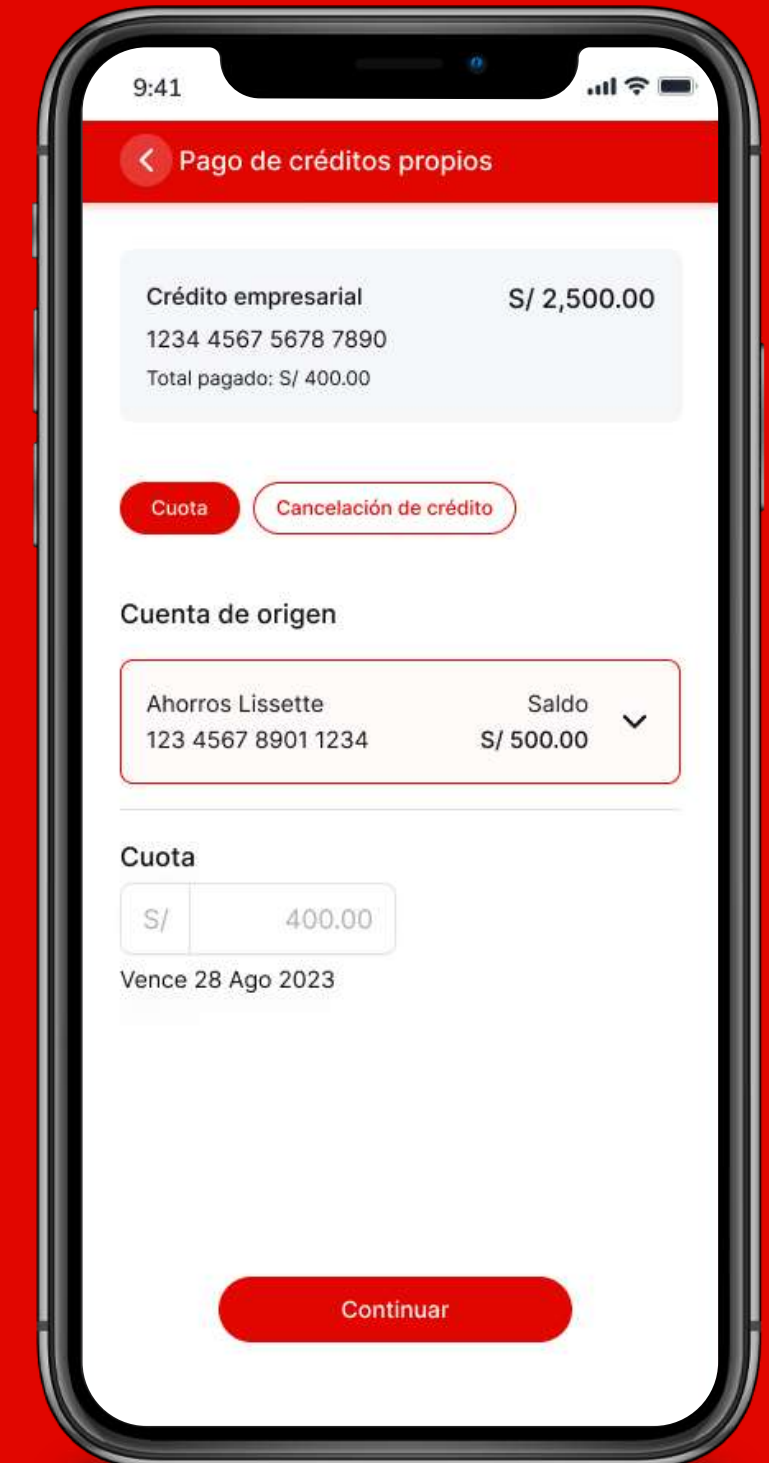 9:41
Pago de créditos propios
Crédito empresarial S/ 2,500.00
1234 4567 5678 7890
Total pagado: S/ 400.00
Cuota Cancelación de crédito
Cuenta de origen
Ahorros Lissette Saldo
123 4567 8901 1234 S/ 500.00
Cuota
S/ 400.00
Vence 28 Ago 2023
Continuar